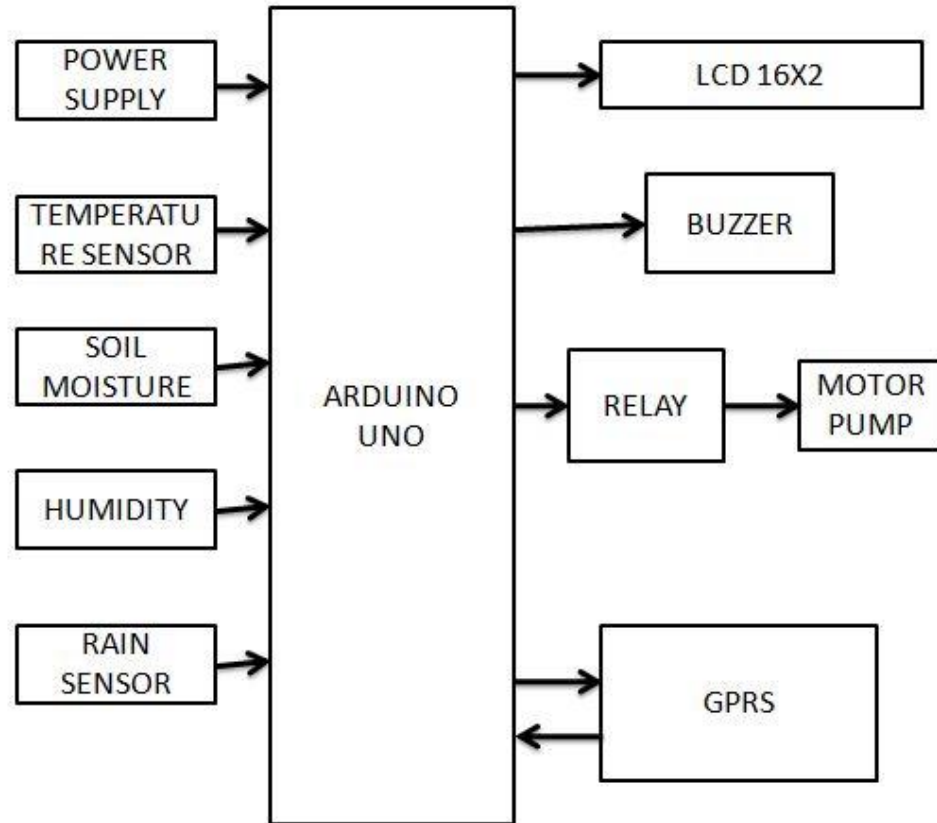 POWER
SUPPLY
TEMPERATU
RE SENSOR
SOIL
MOISTURE
HUMIDITY
RAIN
SENSOR
ARDUINO
UNO
LCD 16X2
BUZZER
RELAY
MOTOR
PUMP
GPRS